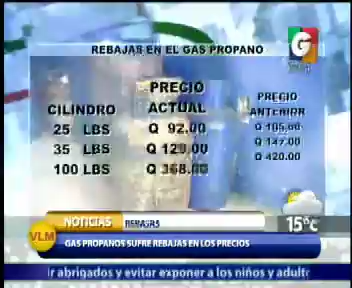 REBAJAS EN EL GAS PROPANO
G
CILINDRO PRECIO ACTUAL PRECIO ANTERIOR
25 LBS Q 92.00 Q 105.00
35 LBS Q 129.00 Q 147.00
100 LBS Q 368.00 Q 420.00
NOTICIAS REBAJAS
15°C
VLM
GAS PROPANOS SUFRE REBAJAS EN LOS PRECIOS
ir abrigados y evitar exponer a los niños y adulto